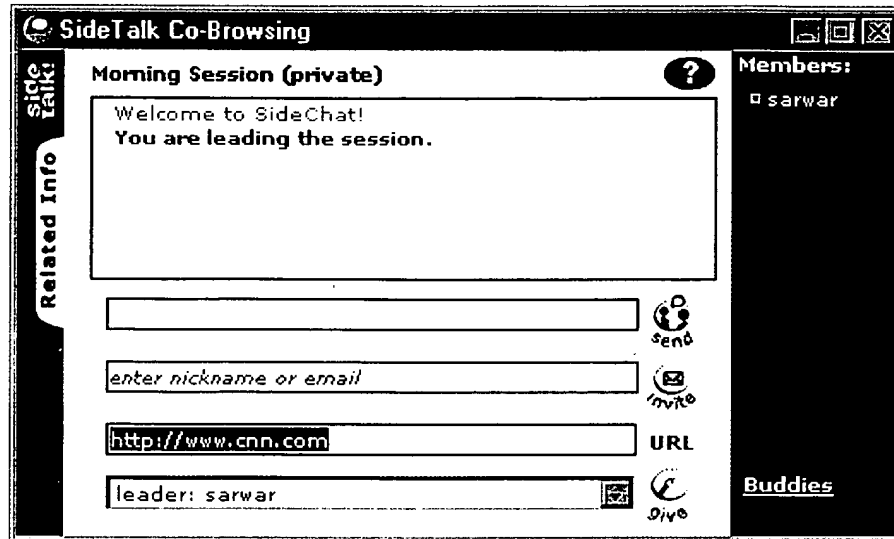 SideTalk Co-Browsing
side
talk!
Related Info
Morning Session (private)
?
Welcome to SideChat!
You are leading the session.
send
enter nickname or email
invite
http://www.cnn.com
URL
leader: sarwar
give
Members:
sarwar
Buddies